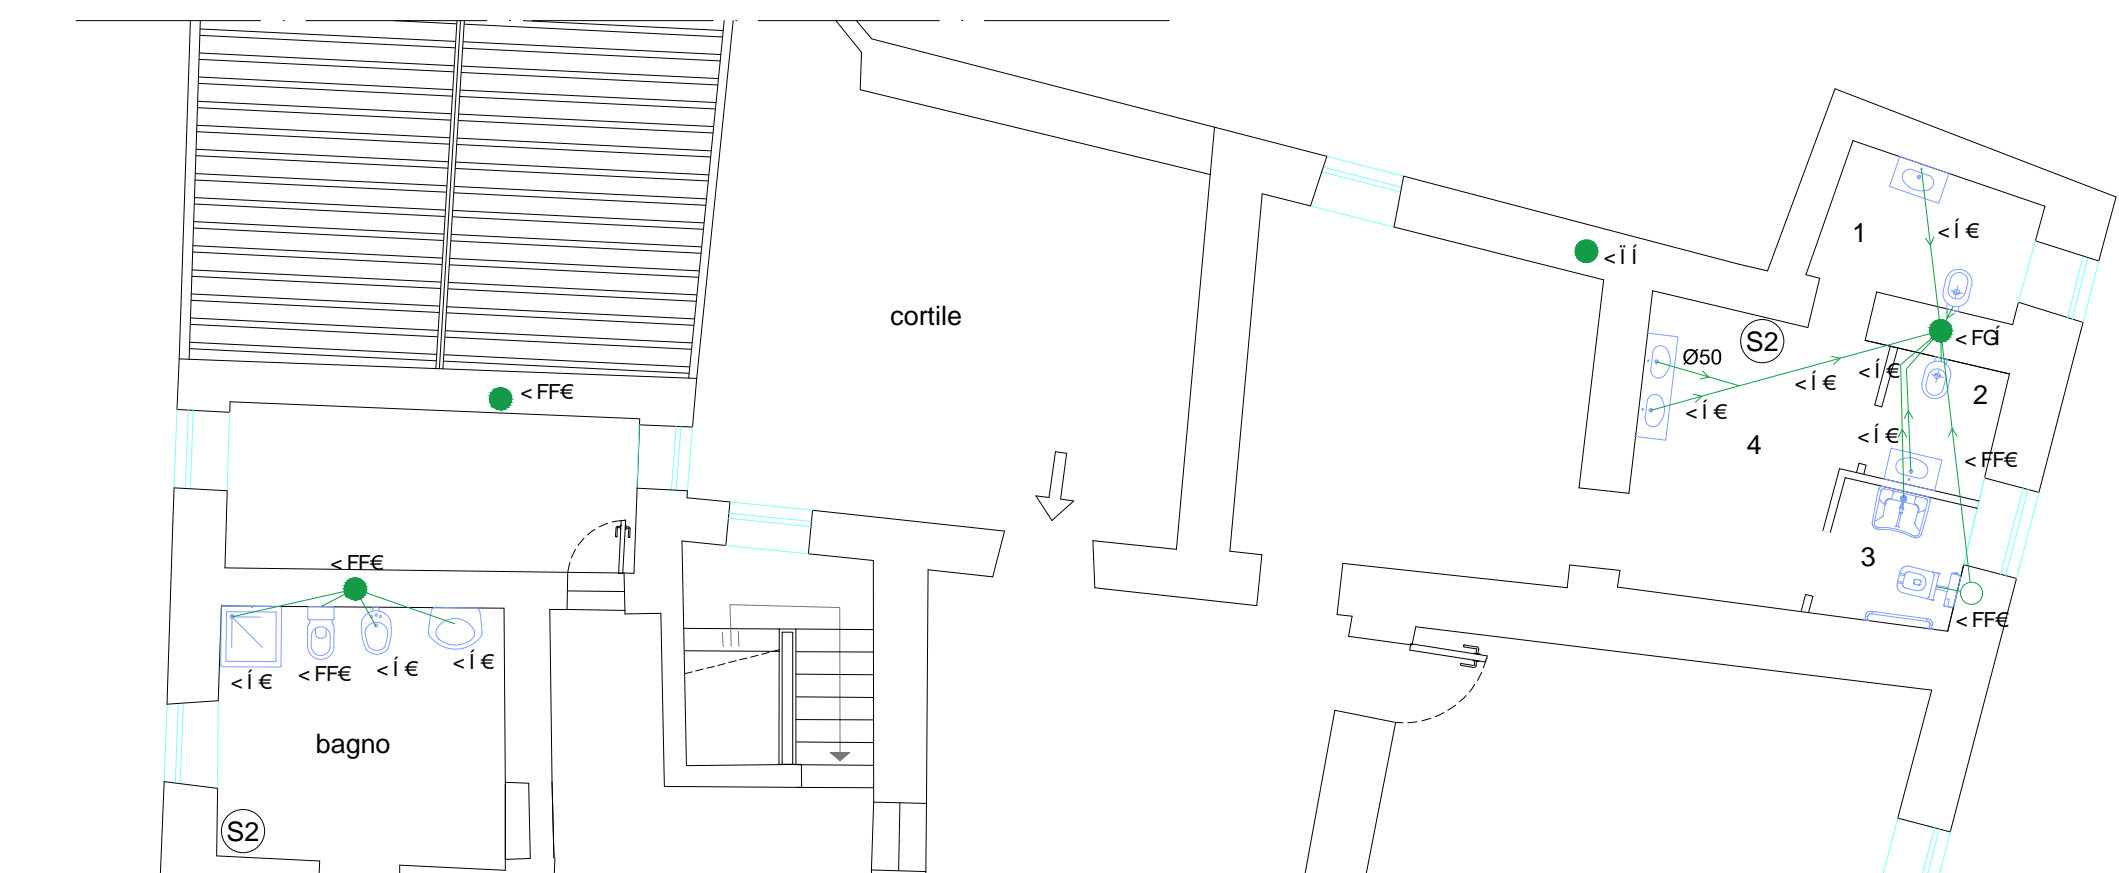 1
<Í €
<Ï Í
cortile
S2
<FGÍ
Ø50
<Í €
<Í €
<FF€
2
<Í €
4
<Í €
<FF€
3
<FF€
<FF€
<Í €
<FF€
<Í €
<Í €
bagno
S2